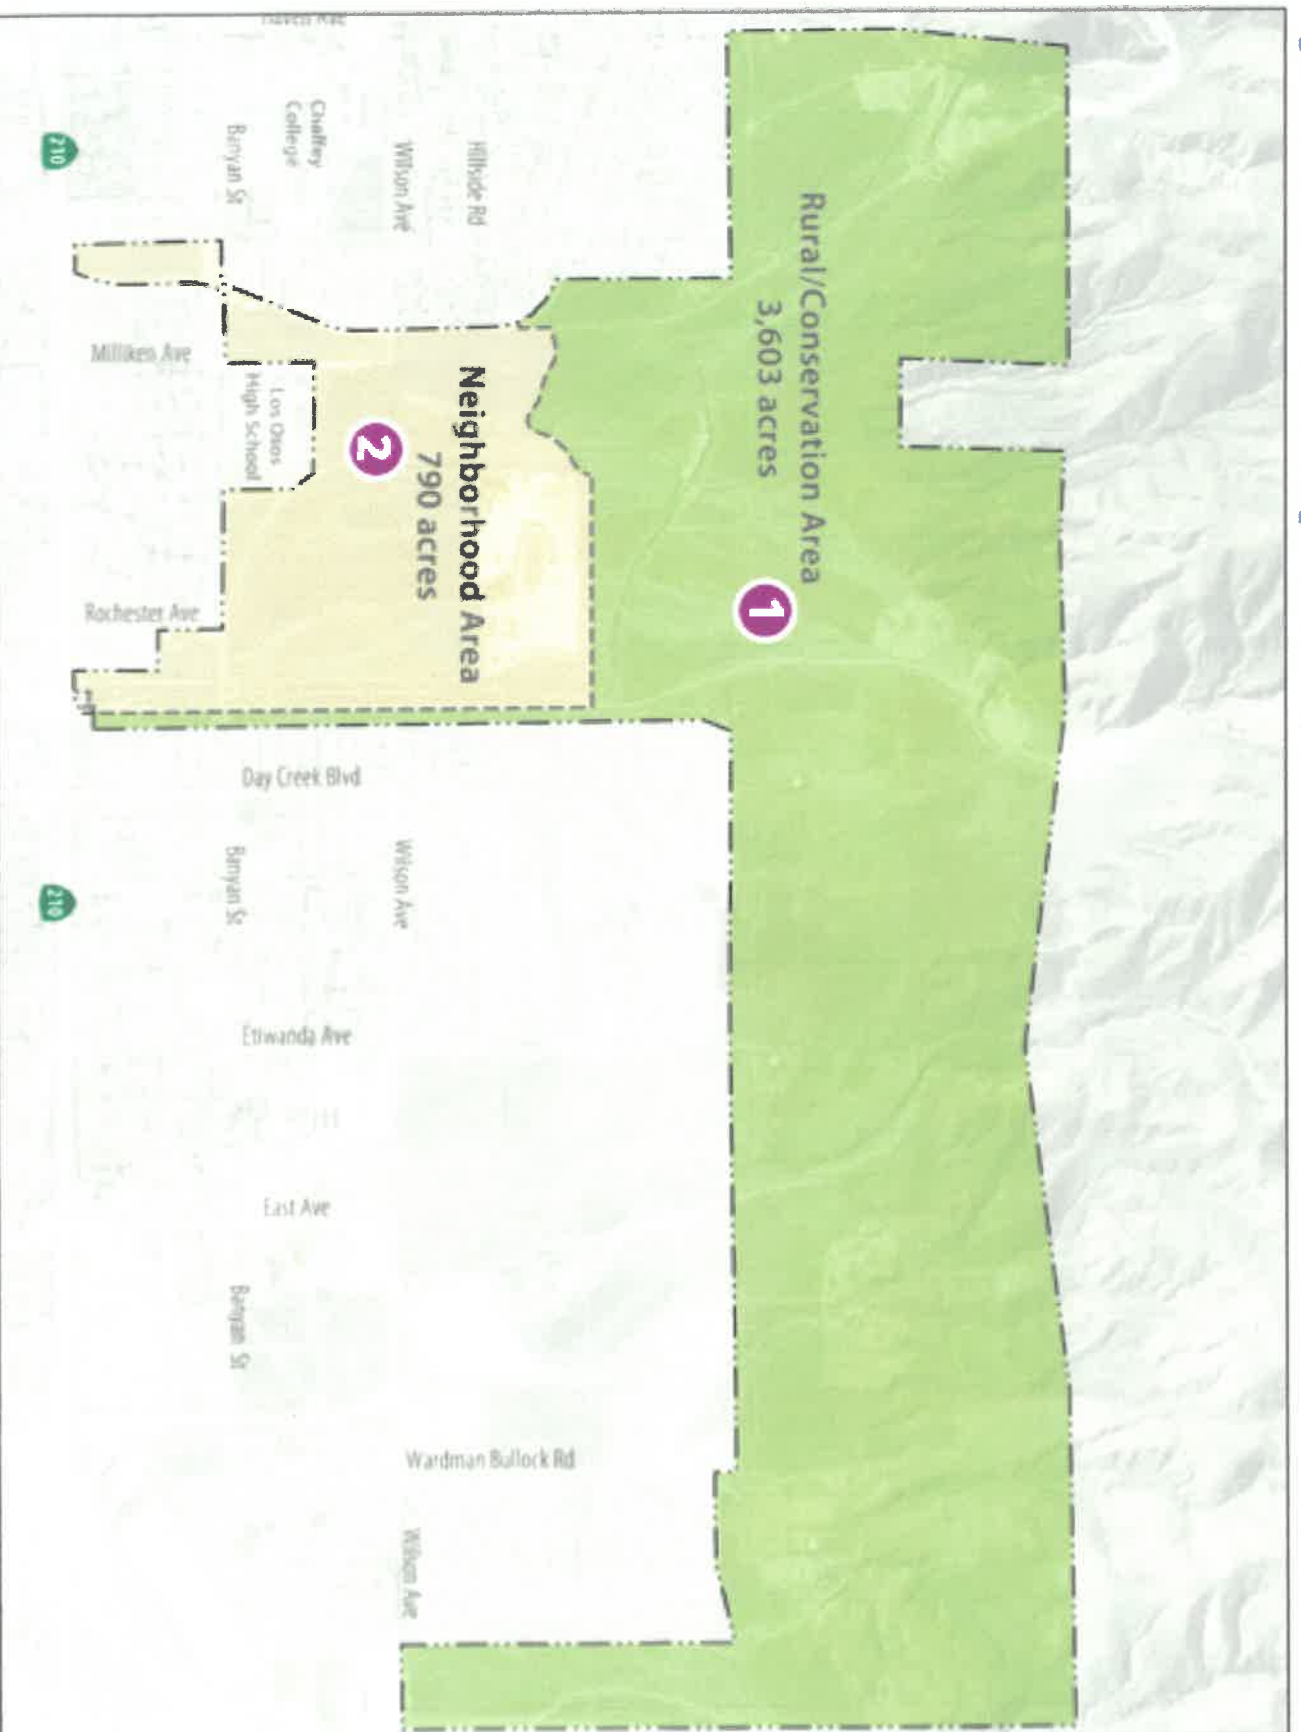 Rural/Conservation Area
3,603 acres
1
Neighborhood Area
790 acres
2
Hillside Rd
Wilson Ave
Wilson Ave
Wilson Ave
Wardman Bullock Rd
Haven Ave
Chaffey
College
Los Osos
High School
Day Creek Blvd
Etiwanda Ave
East Ave
Banyan St
Banyan St
Banyan St
Milliken Ave
Rochester Ave
210
210